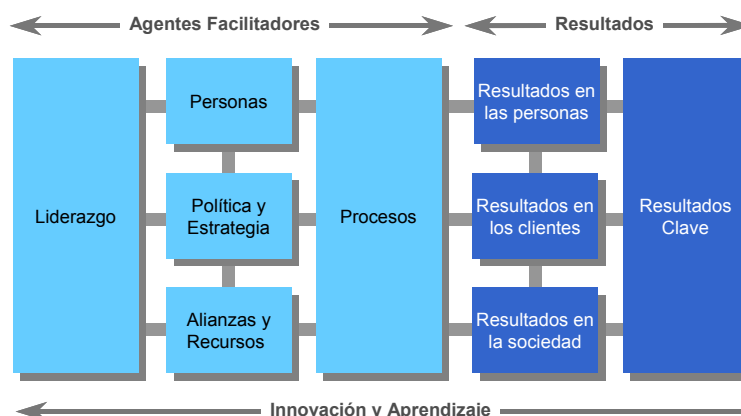 Agentes Facilitadores
Resultados
Liderazgo
Personas
Política y
Estrategia
Alianzas y
Recursos
Procesos
Resultados en
las personas
Resultados en
los clientes
Resultados en
la sociedad
Resultados
Clave
Innovación y Aprendizaje